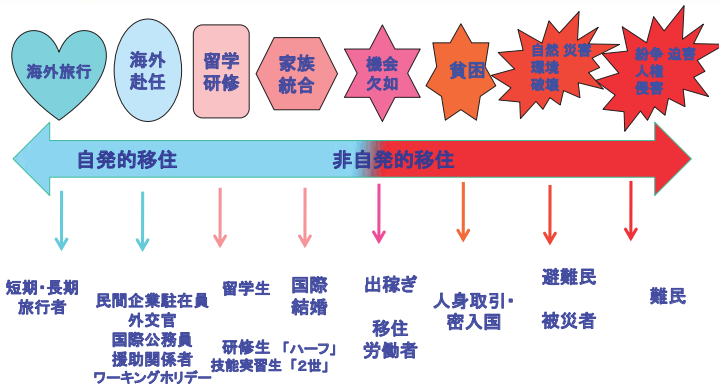 海外旅行
海外
赴任
留学
研修
家族
統合
機会
欠如
貧困
自然 災害
環境
破壊
紛争 迫害
人権
侵害
自発的移住
非自発的移住
短期・長期
旅行者
民間企業駐在員
外交官
国際公務員
援助関係者
ワーキングホリデー
留学生
研修生
技能実習生
国際
結婚
「ハーフ」
「2世」
出稼ぎ
移住
労働者
人身取引・
密入国
避難民
被災者
難民